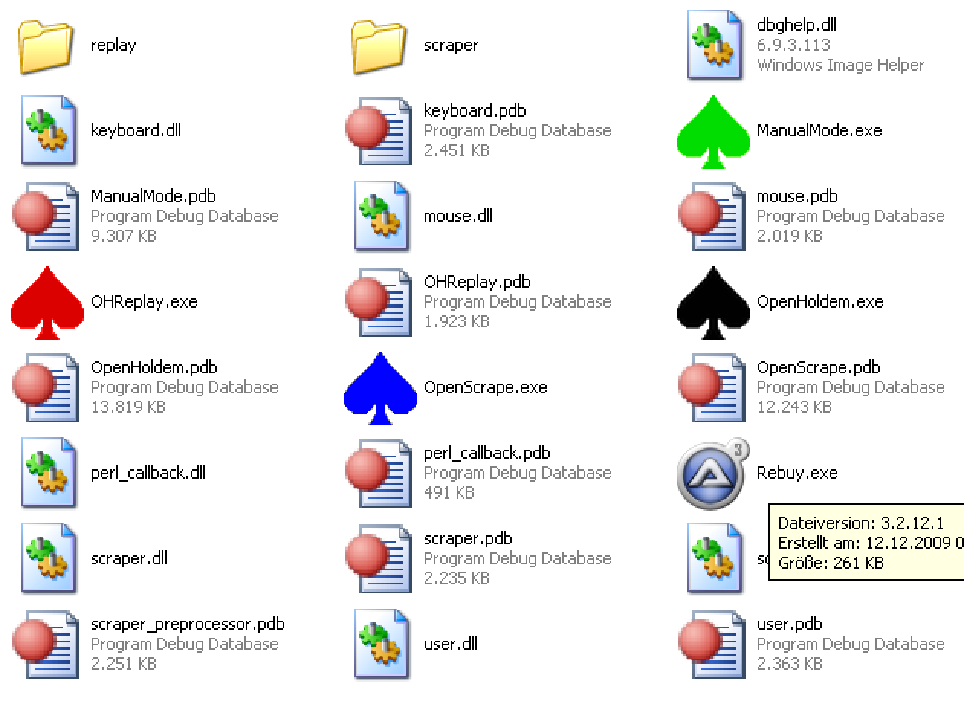 replay
scraper
dbghelp.dll
6.9.3.113
Windows Image Helper
keyboard.dll
keyboard.pdb
Program Debug Database
2.451 KB
ManualMode.exe
ManualMode.pdb
Program Debug Database
9.307 KB
mouse.dll
mouse.pdb
Program Debug Database
2.019 KB
OHReplay.exe
OHReplay.pdb
Program Debug Database
1.923 KB
OpenHoldem.exe
OpenHoldem.pdb
Program Debug Database
13.819 KB
OpenScrape.exe
OpenScrape.pdb
Program Debug Database
12.243 KB
perl_callback.dll
perl_callback.pdb
Program Debug Database
491 KB
3
Rebuy.exe
Dateiversion: 3.2.12.1
Erstellt am: 12.12.2009 0
Größe: 261 KB
scraper.dll
scraper.pdb
Program Debug Database
2.235 KB
scraper_preprocessor.pdb
Program Debug Database
2.251 KB
user.dll
user.pdb
Program Debug Database
2.363 KB